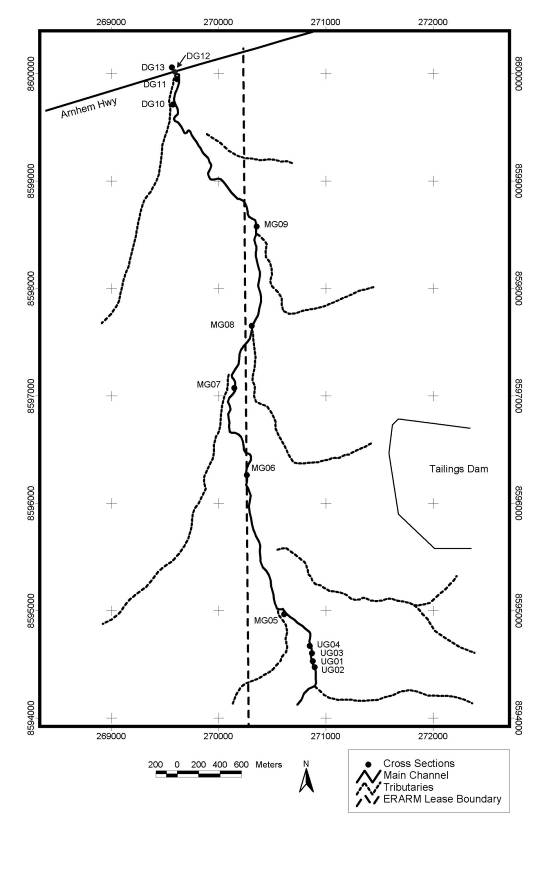 269000 270000 271000 272000
8600000 8600000
DG12
DG13
DG11
Arnhem Hwy
DG10
8599000 8599000
MG09
8598000 8598000
MG08
MG07
8597000 8597000
Tailings Dam
MG06
8596000 8596000
8595000 8595000
MG05
UG04
UG03
UG01
UG02
8594000 8594000
269000 270000 271000 272000
200 0 200 400 600 Meters
N
Cross Sections
Main Channel
Tributaries
ERARM Lease Boundary